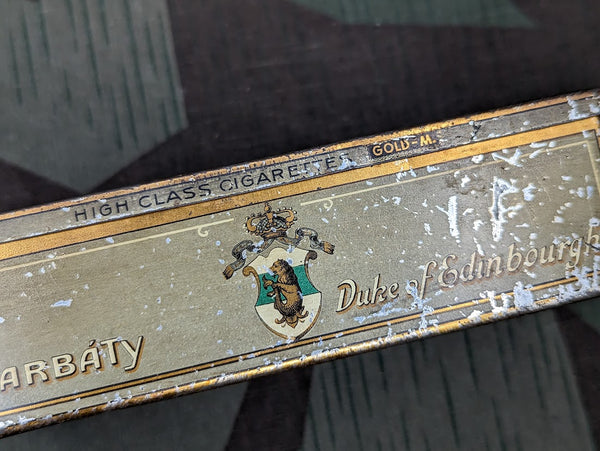 HIGH CLASS CIGARETTES GOLD-M.
ARBÁTY Duke of Edinbourgh